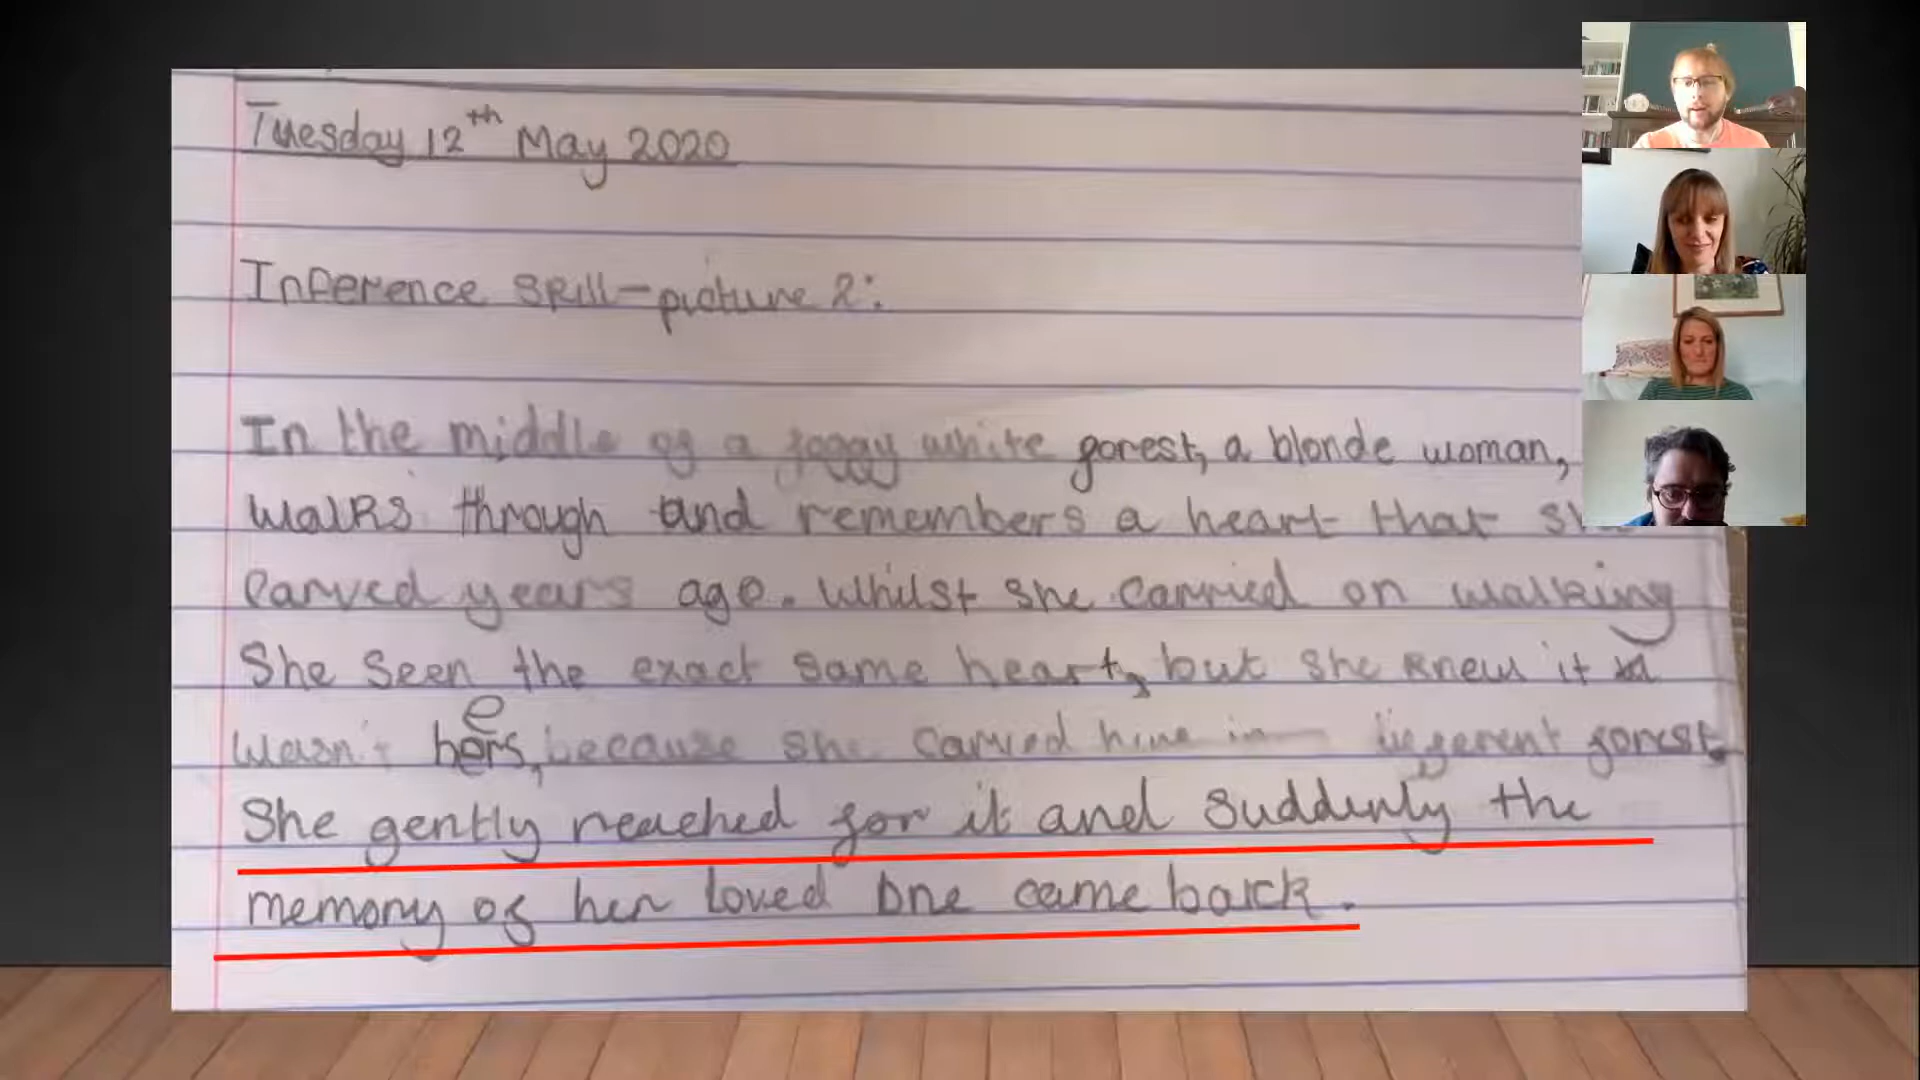 Tuesday 12th May 2020
Inference skill-picture 2:
In the middle of a foggy white forest, a blonde woman,
walks through and remembers a heart that
carved years ago. Whilst she carried on walking
She seen the exact same heart, but she knew it
wasn't hers, because she carved in different forest.
She gently reached for it and suddenly the
memory of her loved one came back.